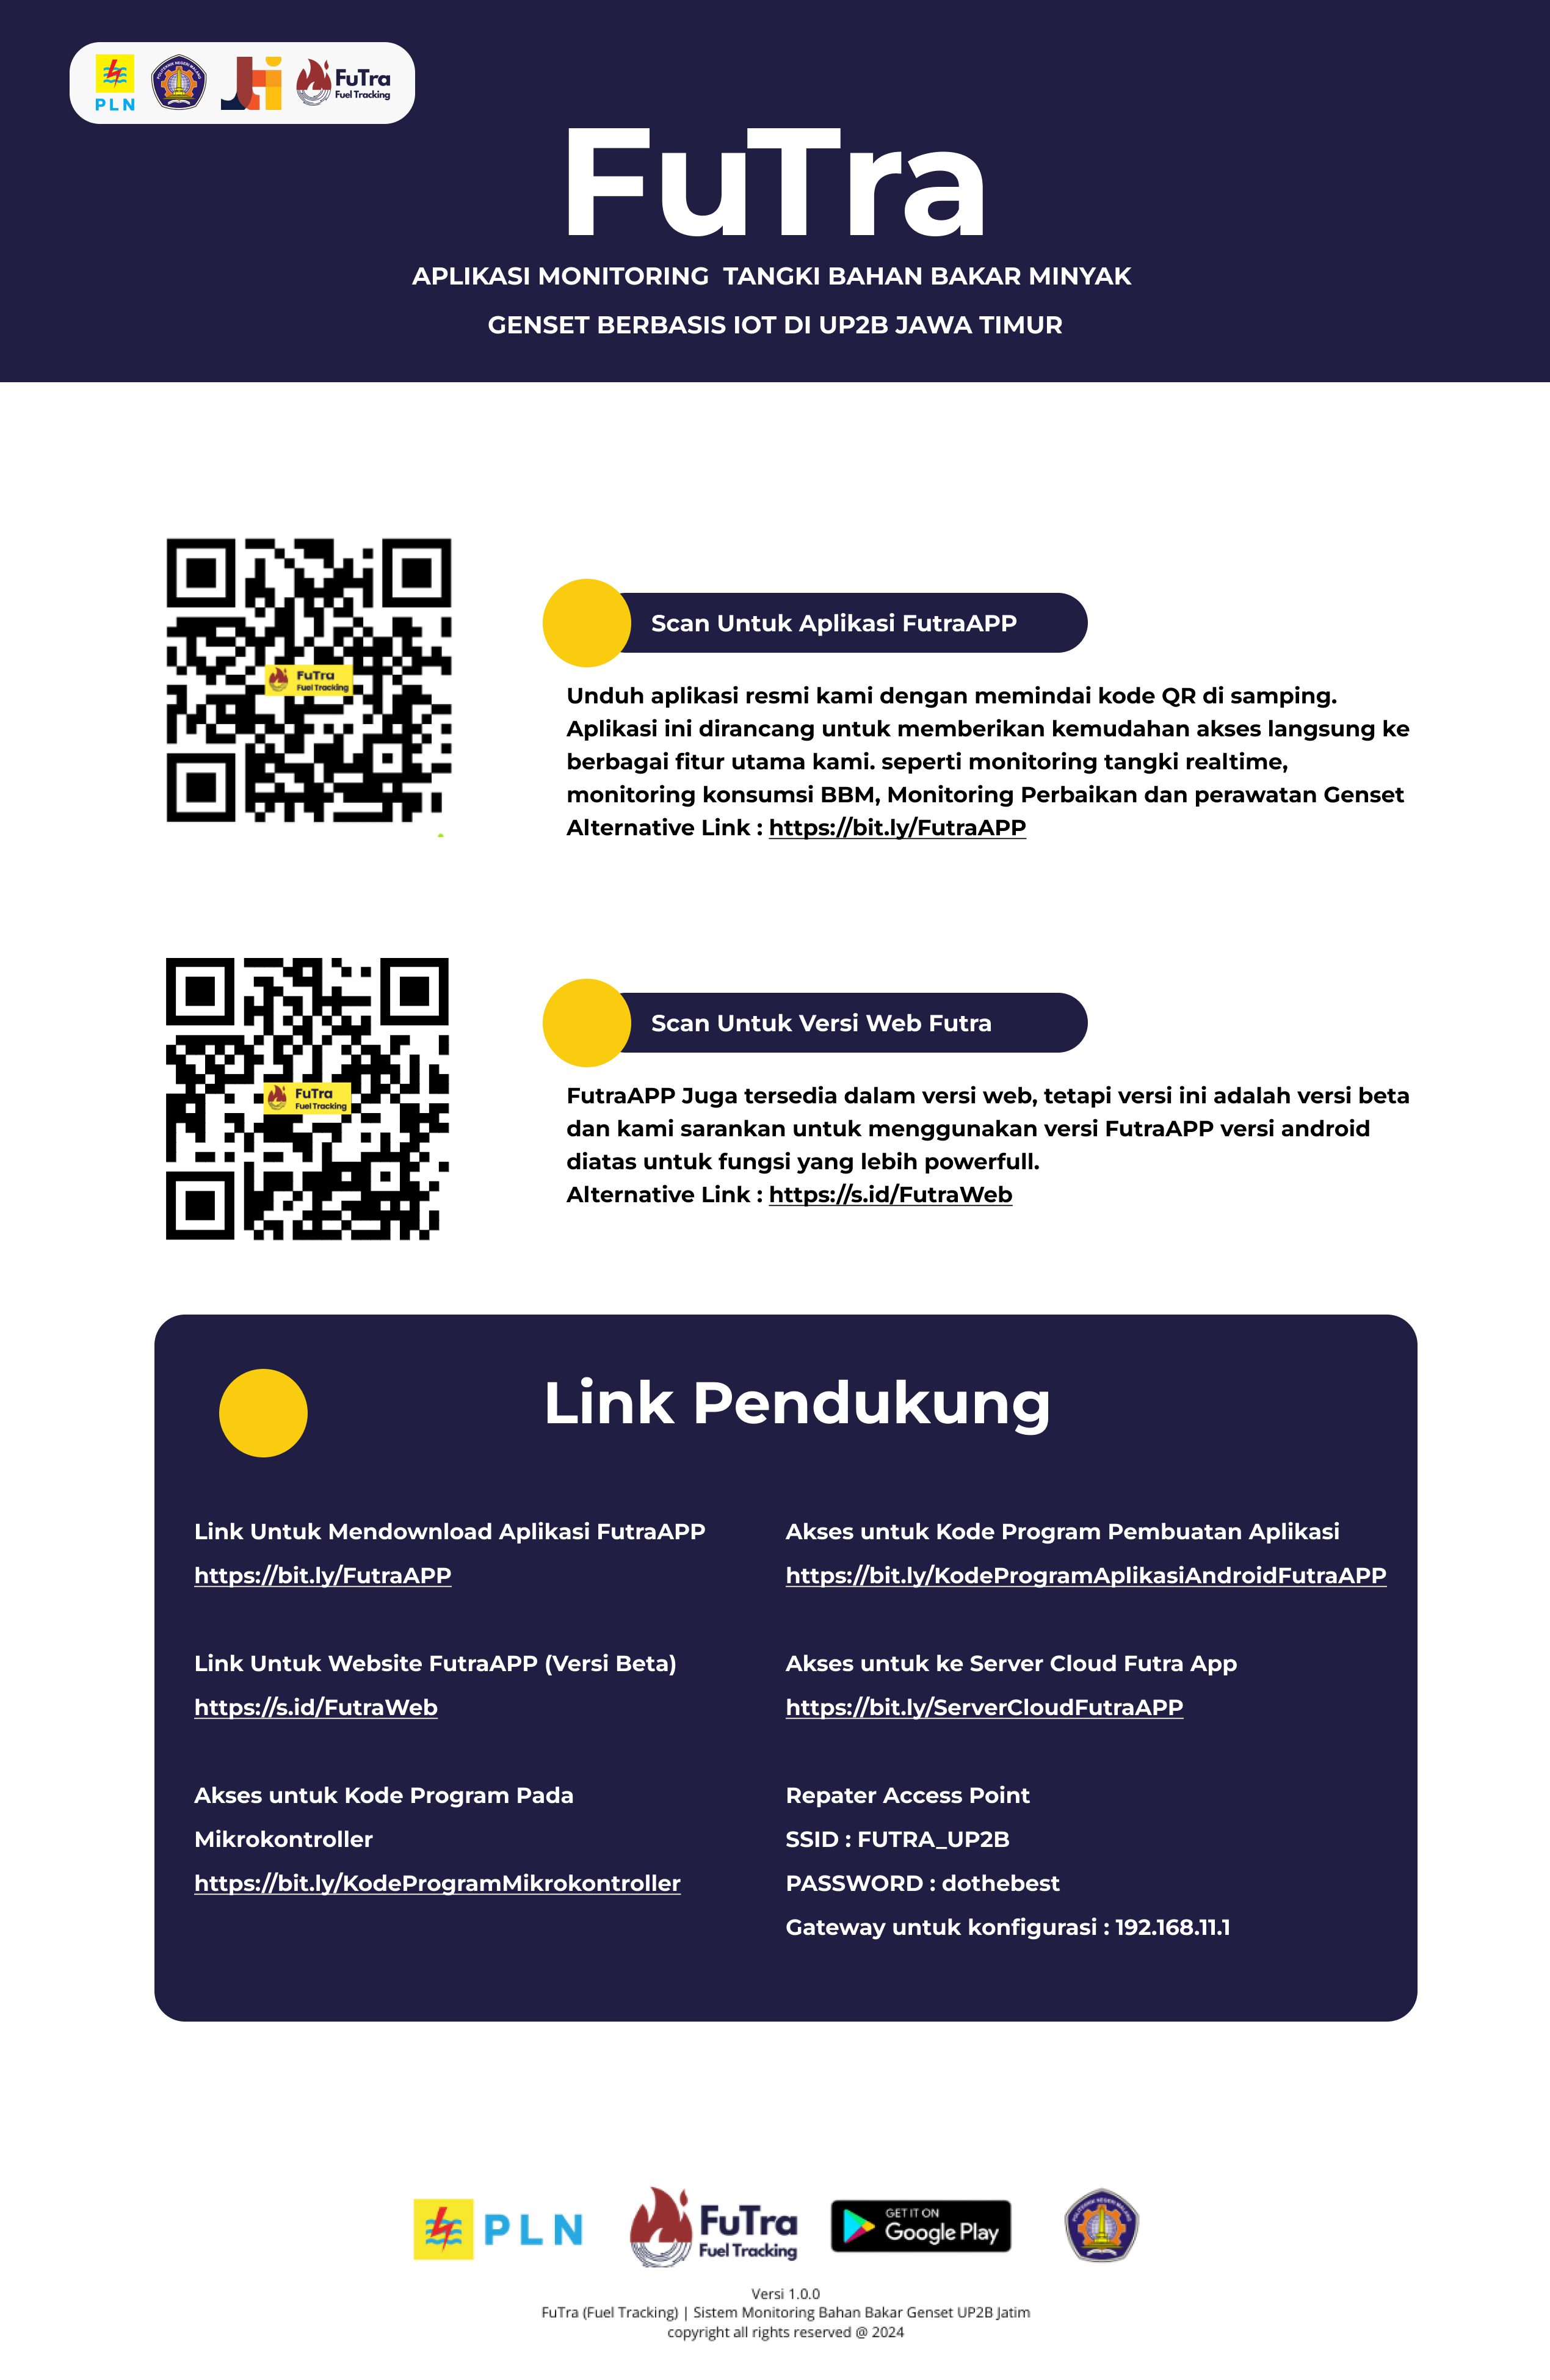 PLN
POLITEKNIK NEGERI MALANG
JTI
FuTra
Fuel Tracking
FuTra
APLIKASI MONITORING TANGKI BAHAN BAKAR MINYAK
GENSET BERBASIS IOT DI UP2B JAWA TIMUR
FuTra
Fuel Tracking
Scan Untuk Aplikasi FutraAPP
Unduh aplikasi resmi kami dengan memindai kode QR di samping.
Aplikasi ini dirancang untuk memberikan kemudahan akses langsung ke
berbagai fitur utama kami. seperti monitoring tangki realtime,
monitoring konsumsi BBM, Monitoring Perbaikan dan perawatan Genset
Alternative Link : https://bit.ly/FutraAPP
FuTra
Fuel Tracking
Scan Untuk Versi Web Futra
FutraAPP Juga tersedia dalam versi web, tetapi versi ini adalah versi beta
dan kami sarankan untuk menggunakan versi FutraAPP versi android
diatas untuk fungsi yang lebih powerfull.
Alternative Link : https://s.id/FutraWeb
Link Pendukung
Link Untuk Mendownload Aplikasi FutraAPP
https://bit.ly/FutraAPP
Link Untuk Website FutraAPP (Versi Beta)
https://s.id/FutraWeb
Akses untuk Kode Program Pada
Mikrokontroller
https://bit.ly/KodeProgramMikrokontroller
Akses untuk Kode Program Pembuatan Aplikasi
https://bit.ly/KodeProgramAplikasiAndroidFutraAPP
Akses untuk ke Server Cloud Futra App
https://bit.ly/ServerCloudFutraAPP
Repater Access Point
SSID : FUTRA_UP2B
PASSWORD : dothebest
Gateway untuk konfigurasi : 192.168.11.1
PLN
FuTra
Fuel Tracking
GET IT ON
Google Play
POLITEKNIK NEGERI MALANG
Versi 1.0.0
FuTra (Fuel Tracking) | Sistem Monitoring Bahan Bakar Genset UP2B Jatim
copyright all rights reserved @ 2024